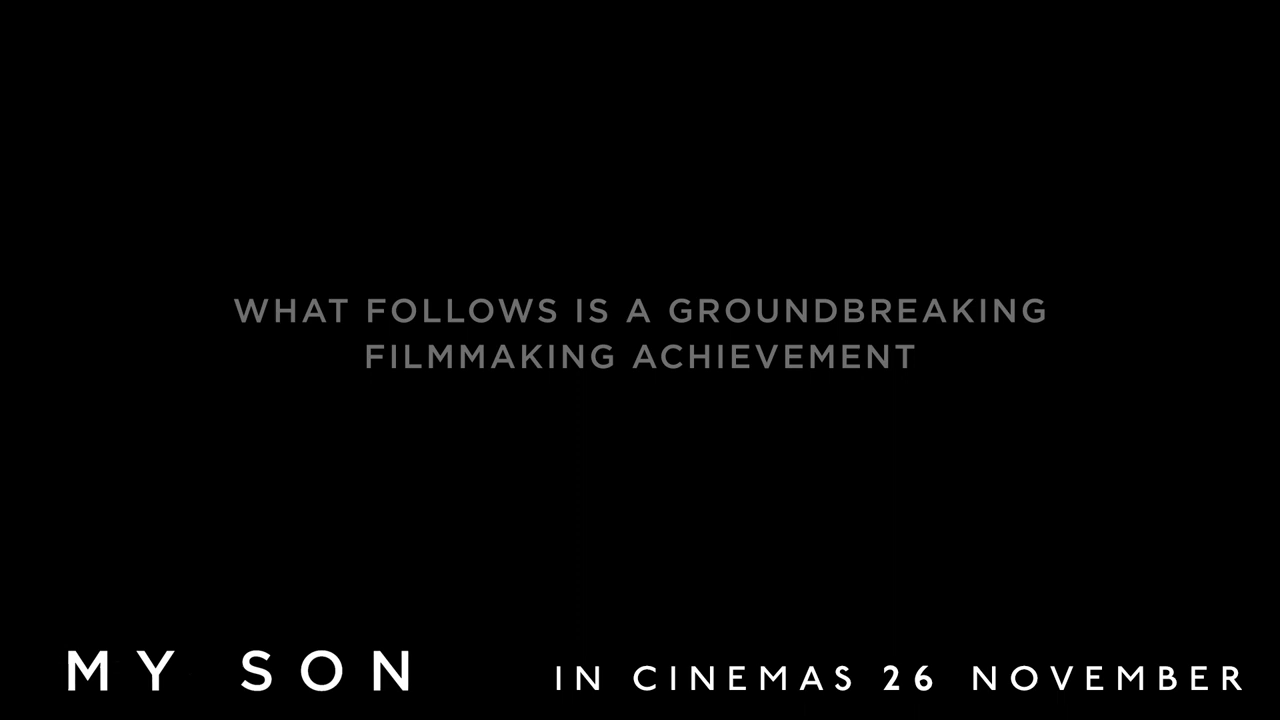 WHAT FOLLOWS IS A GROUNDBREAKING
FILMMAKING ACHIEVEMENT
MY SON
IN CINEMAS 26 NOVEMBER